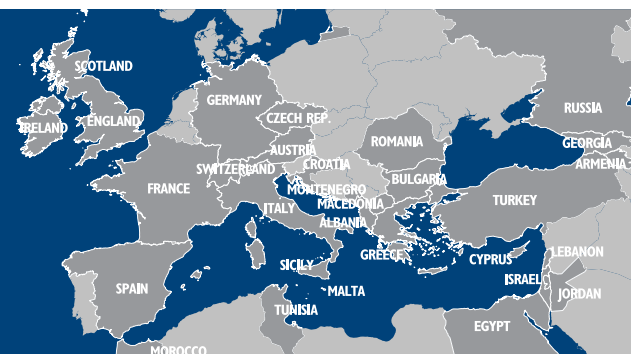 SCOTLAND
IRELAND
ENGLAND
GERMANY
CZECH REP.
AUSTRIA
SWITZERLAND
FRANCE
CROATIA
ROMANIA
RUSSIA
GEORGIA
ARMENIA
MONTENEGRO
BULGARIA
MACEDONIA
ITALY
ALBANIA
TURKEY
SPAIN
SICILY
GREECE
CYPRUS
LEBANON
ISRAEL
JORDAN
MALTA
TUNISIA
EGYPT
MOROCCO